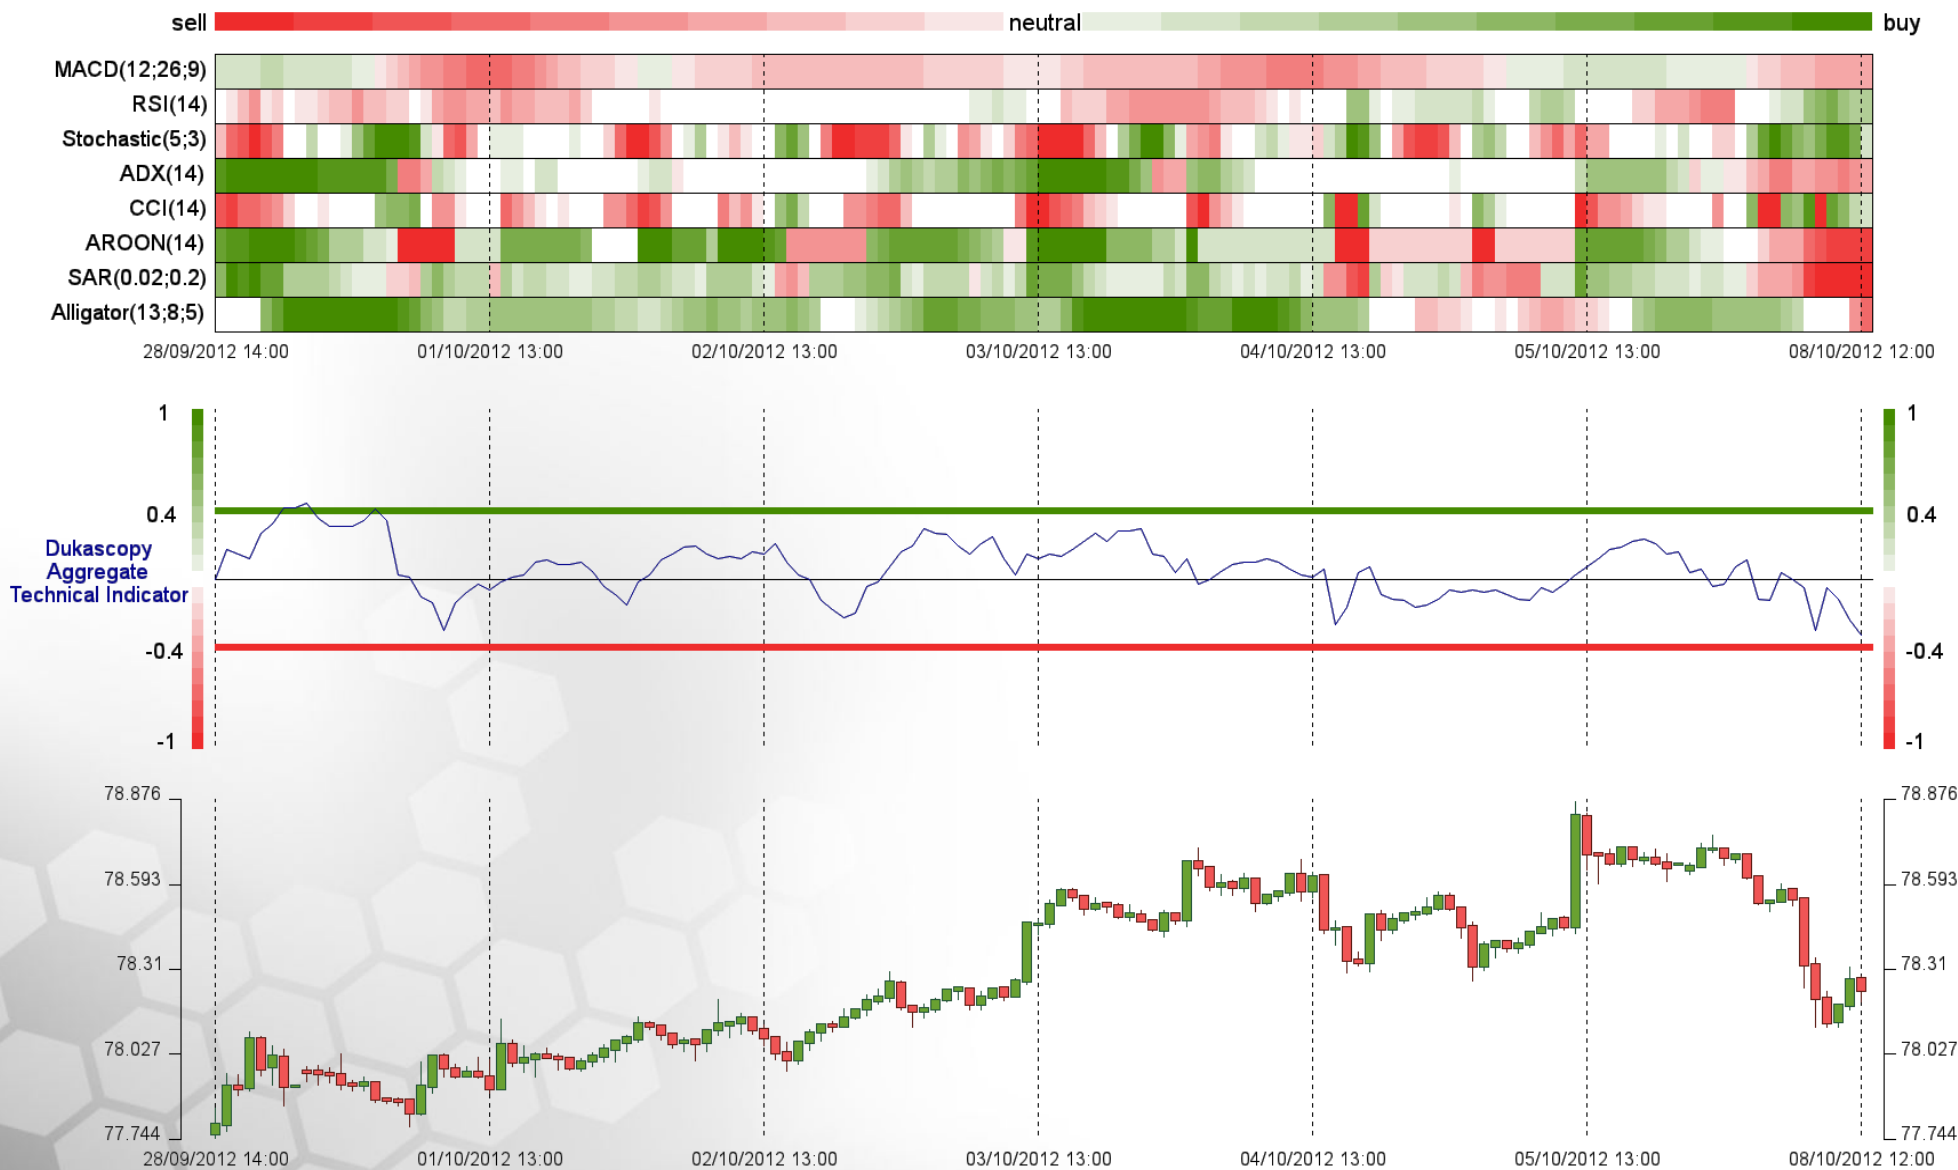 sell neutral buy
MACD(12;26;9)
RSI(14)
Stochastic(5;3)
ADX(14)
CCI(14)
AROON(14)
SAR(0.02;0.2)
Alligator(13;8;5)
28/09/2012 14:00 01/10/2012 13:00 02/10/2012 13:00 03/10/2012 13:00 04/10/2012 13:00 05/10/2012 13:00 08/10/2012 12:00
1 1
0.4 0.4
Dukascopy
Aggregate
Technical Indicator
-0.4 -0.4
-1 -1
78.876 78.876
78.593 78.593
78.31 78.31
78.027 78.027
77.744 77.744
28/09/2012 14:00 01/10/2012 13:00 02/10/2012 13:00 03/10/2012 13:00 04/10/2012 13:00 05/10/2012 13:00 08/10/2012 12:00